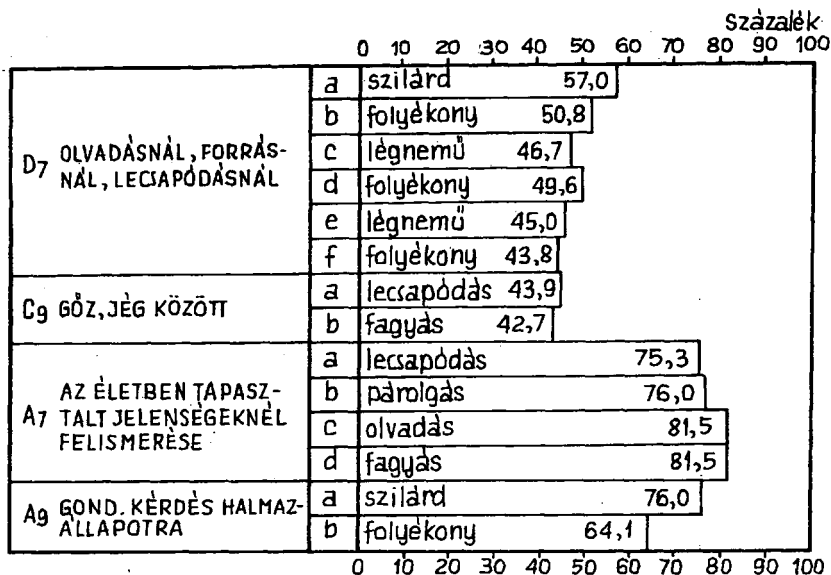 Százalék
0 10 20 30 40 50 60 70 80 90 100
D7 OLVADÁSNÁL, FORRÁS-
NÁL, LECSAPÓDÁSNÁL
a szilárd 57,0
b folyékony 50,8
c légnemű 46,7
d folyékony 49,6
e légnemű 45,0
f folyékony 43,8
C9 GŐZ, JÉG KÖZÖTT
a lecsapódás 43,9
b fagyás 42,7
A7 AZ ÉLETBEN TAPASZ-
TALT JELENSÉGEKNÉL
FELISMERÉSE
a lecsapódás 75,3
b párolgás 76,0
c olvadás 81,5
d fagyás 81,5
A9 GOND. KÉRDÉS HALMAZ-
ÁLLAPOTRA
a szilárd 76,0
b folyékony 64,1
0 10 20 30 40 50 60 70 80 90 100